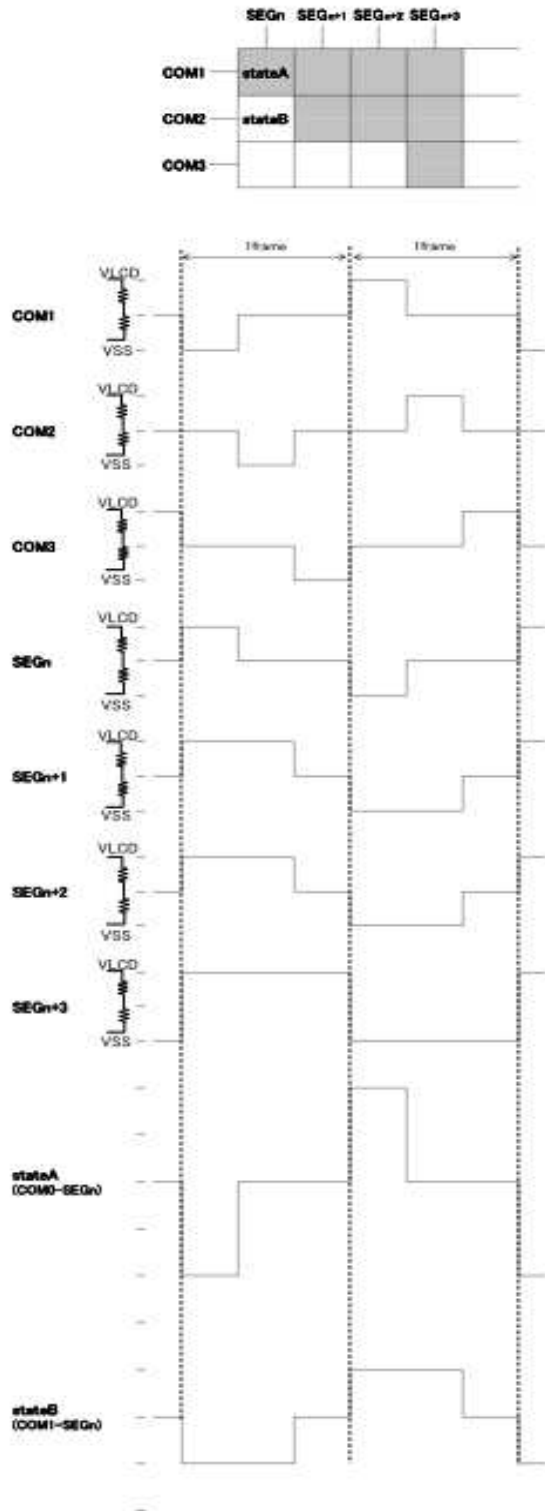 SEGn SEGn+1 SEGn+2 SEGn+3
COM1 stateA
COM2 stateB
COM3
1frame 1frame
VLCD
COM1
VSS
VLCD
COM2
VSS
VLCD
COM3
VSS
VLCD
SEGn
VSS
VLCD
SEGn+1
VSS
VLCD
SEGn+2
VSS
VLCD
SEGn+3
VSS
stateA
(COM0-SEGn)
stateB
(COM1-SEGn)